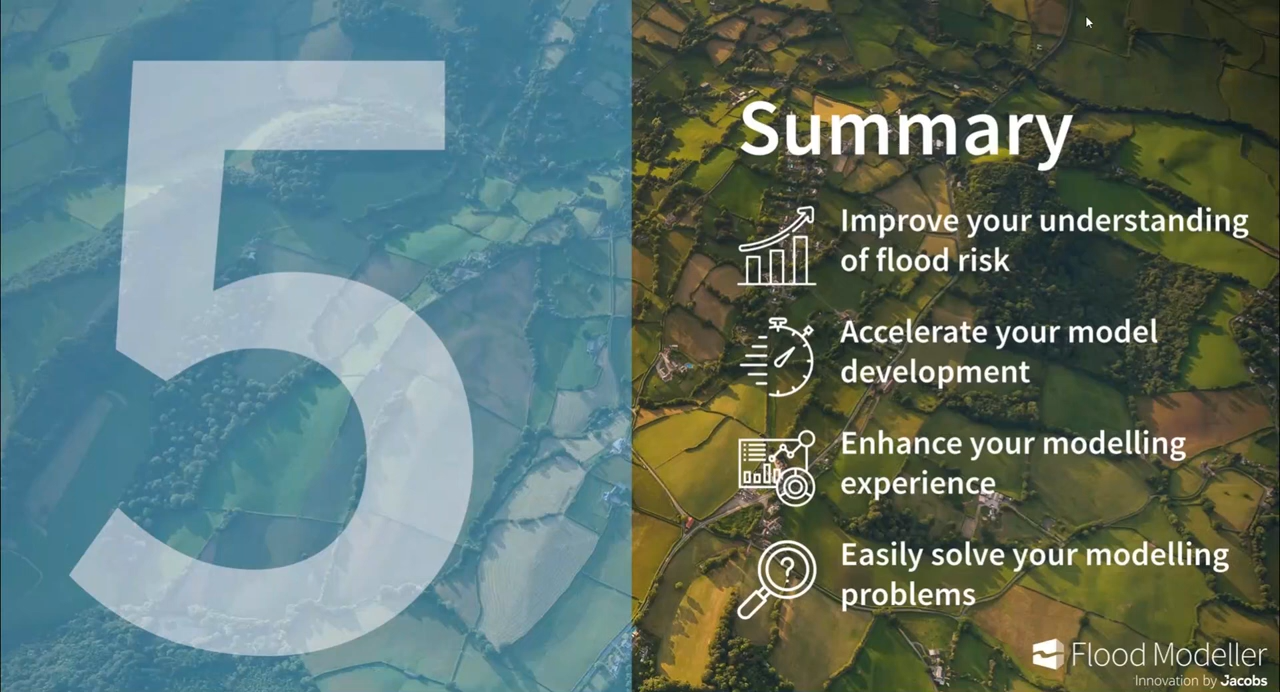 5
Summary
Improve your understanding
of flood risk
Accelerate your model
development
Enhance your modelling
experience
?
Easily solve your modelling
problems
Flood Modeller
Innovation by Jacobs